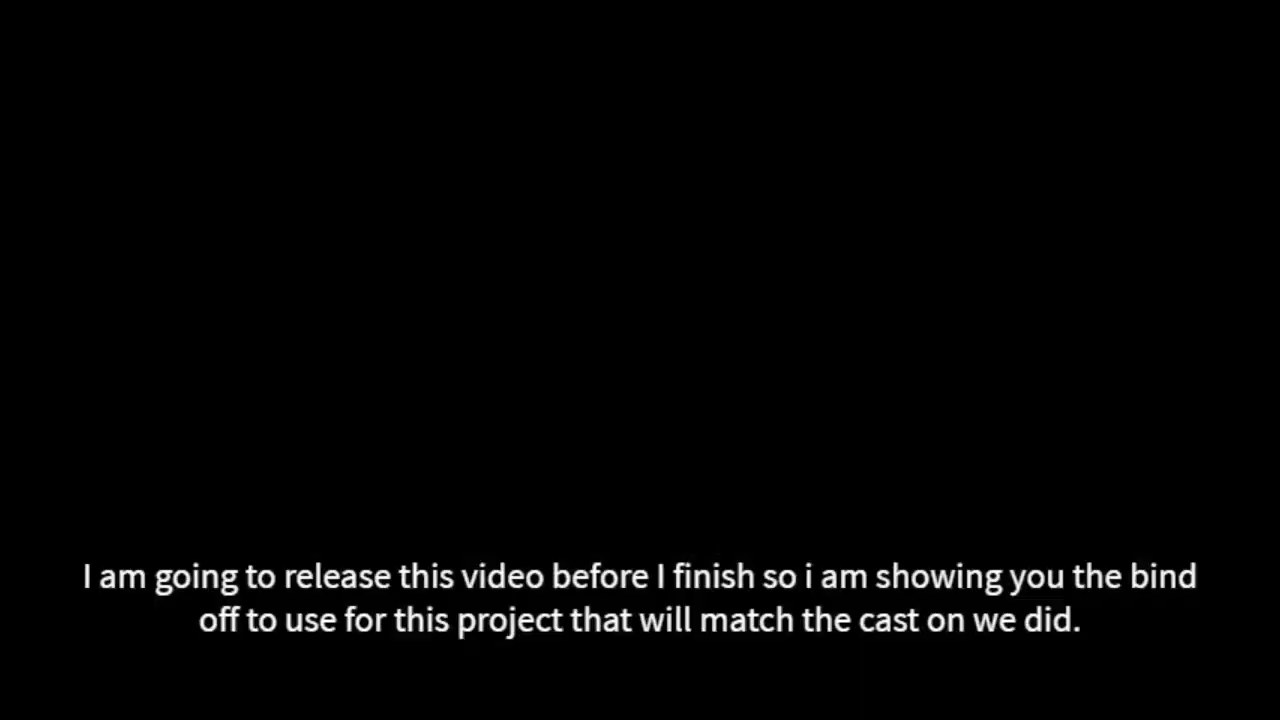 I am going to release this video before I finish so i am showing you the bind
off to use for this project that will match the cast on we did.